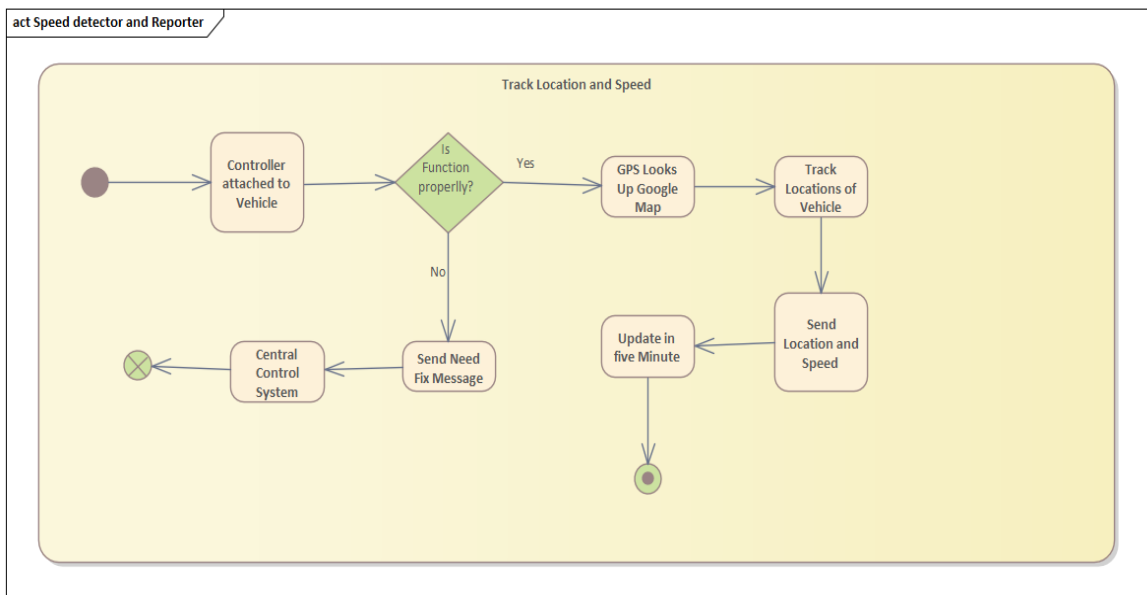 act Speed detector and Reporter
Track Location and Speed
Controller
attached to
Vehicle
Is
Function
properlly?
Yes
GPS Looks
Up Google
Map
Track
Locations of
Vehicle
No
Central
Control
System
Send Need
Fix Message
Update in
five Minute
Send
Location and
Speed